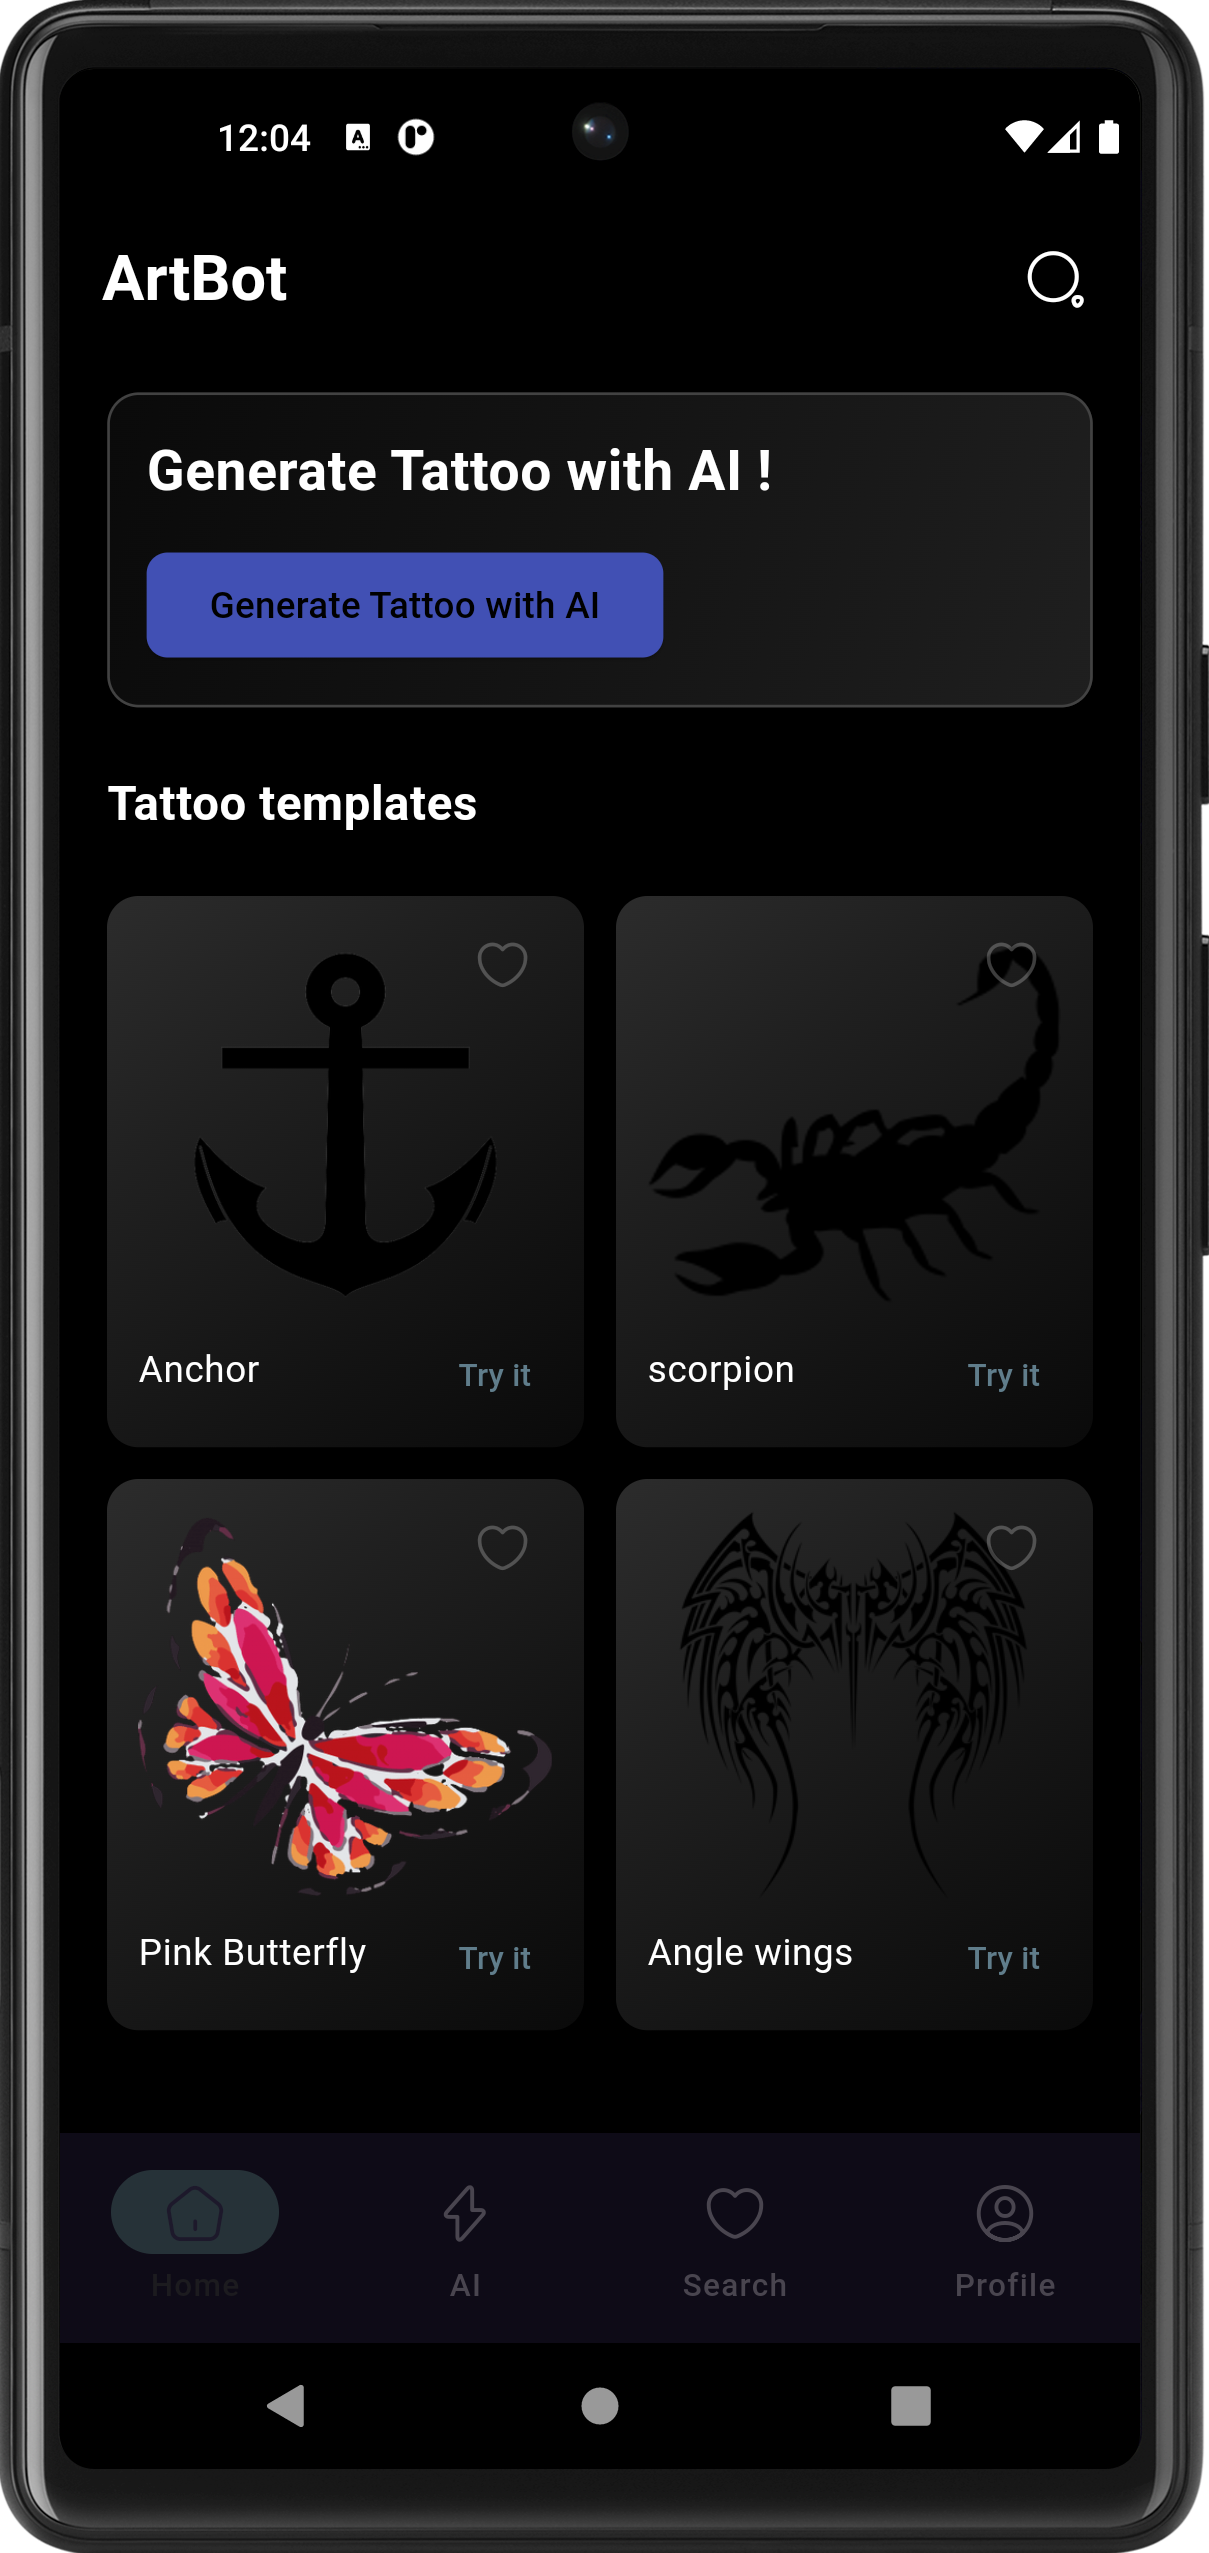 12:04
ArtBot
Generate Tattoo with AI !
Generate Tattoo with AI
Tattoo templates
Anchor
Try it
scorpion
Try it
Pink Butterfly
Try it
Angle wings
Try it
Home
AI
Search
Profile